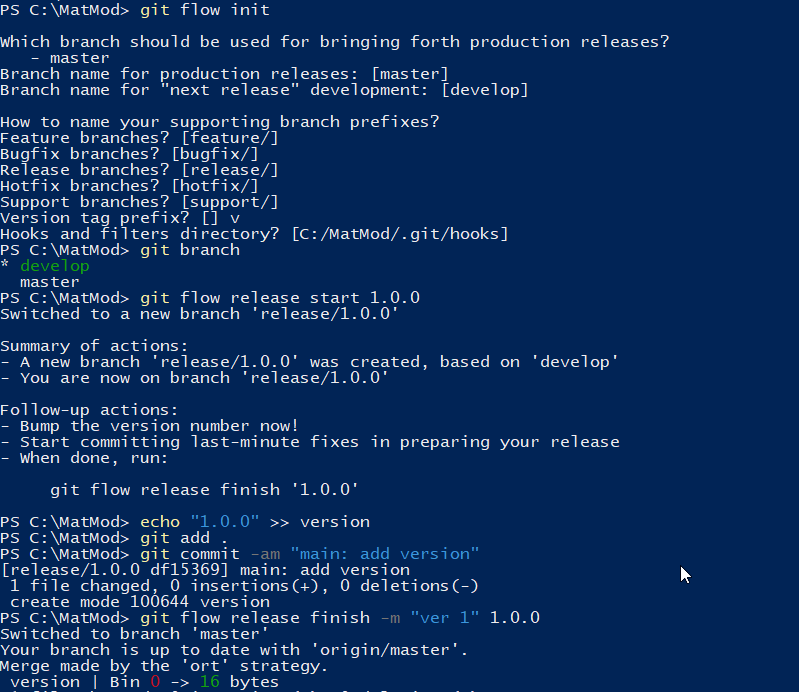 PS C:\MatMod> git flow init
Which branch should be used for bringing forth production releases?
   - master
Branch name for production releases: [master]
Branch name for "next release" development: [develop]
How to name your supporting branch prefixes?
Feature branches? [feature/]
Bugfix branches? [bugfix/]
Release branches? [release/]
Hotfix branches? [hotfix/]
Support branches? [support/]
Version tag prefix? [] v
Hooks and filters directory? [C:/MatMod/.git/hooks]
PS C:\MatMod> git branch
* develop
  master
PS C:\MatMod> git flow release start 1.0.0
Switched to a new branch 'release/1.0.0'
Summary of actions:
- A new branch 'release/1.0.0' was created, based on 'develop'
- You are now on branch 'release/1.0.0'
Follow-up actions:
- Bump the version number now!
- Start committing last-minute fixes in preparing your release
- When done, run:
     git flow release finish '1.0.0'
PS C:\MatMod> echo "1.0.0" >> version
PS C:\MatMod> git add .
PS C:\MatMod> git commit -am "main: add version"
[release/1.0.0 df15369] main: add version
 1 file changed, 0 insertions(+), 0 deletions(-)
 create mode 100644 version
PS C:\MatMod> git flow release finish -m "ver 1" 1.0.0
Switched to branch 'master'
Your branch is up to date with 'origin/master'.
Merge made by the 'ort' strategy.
 version | Bin 0 -> 16 bytes